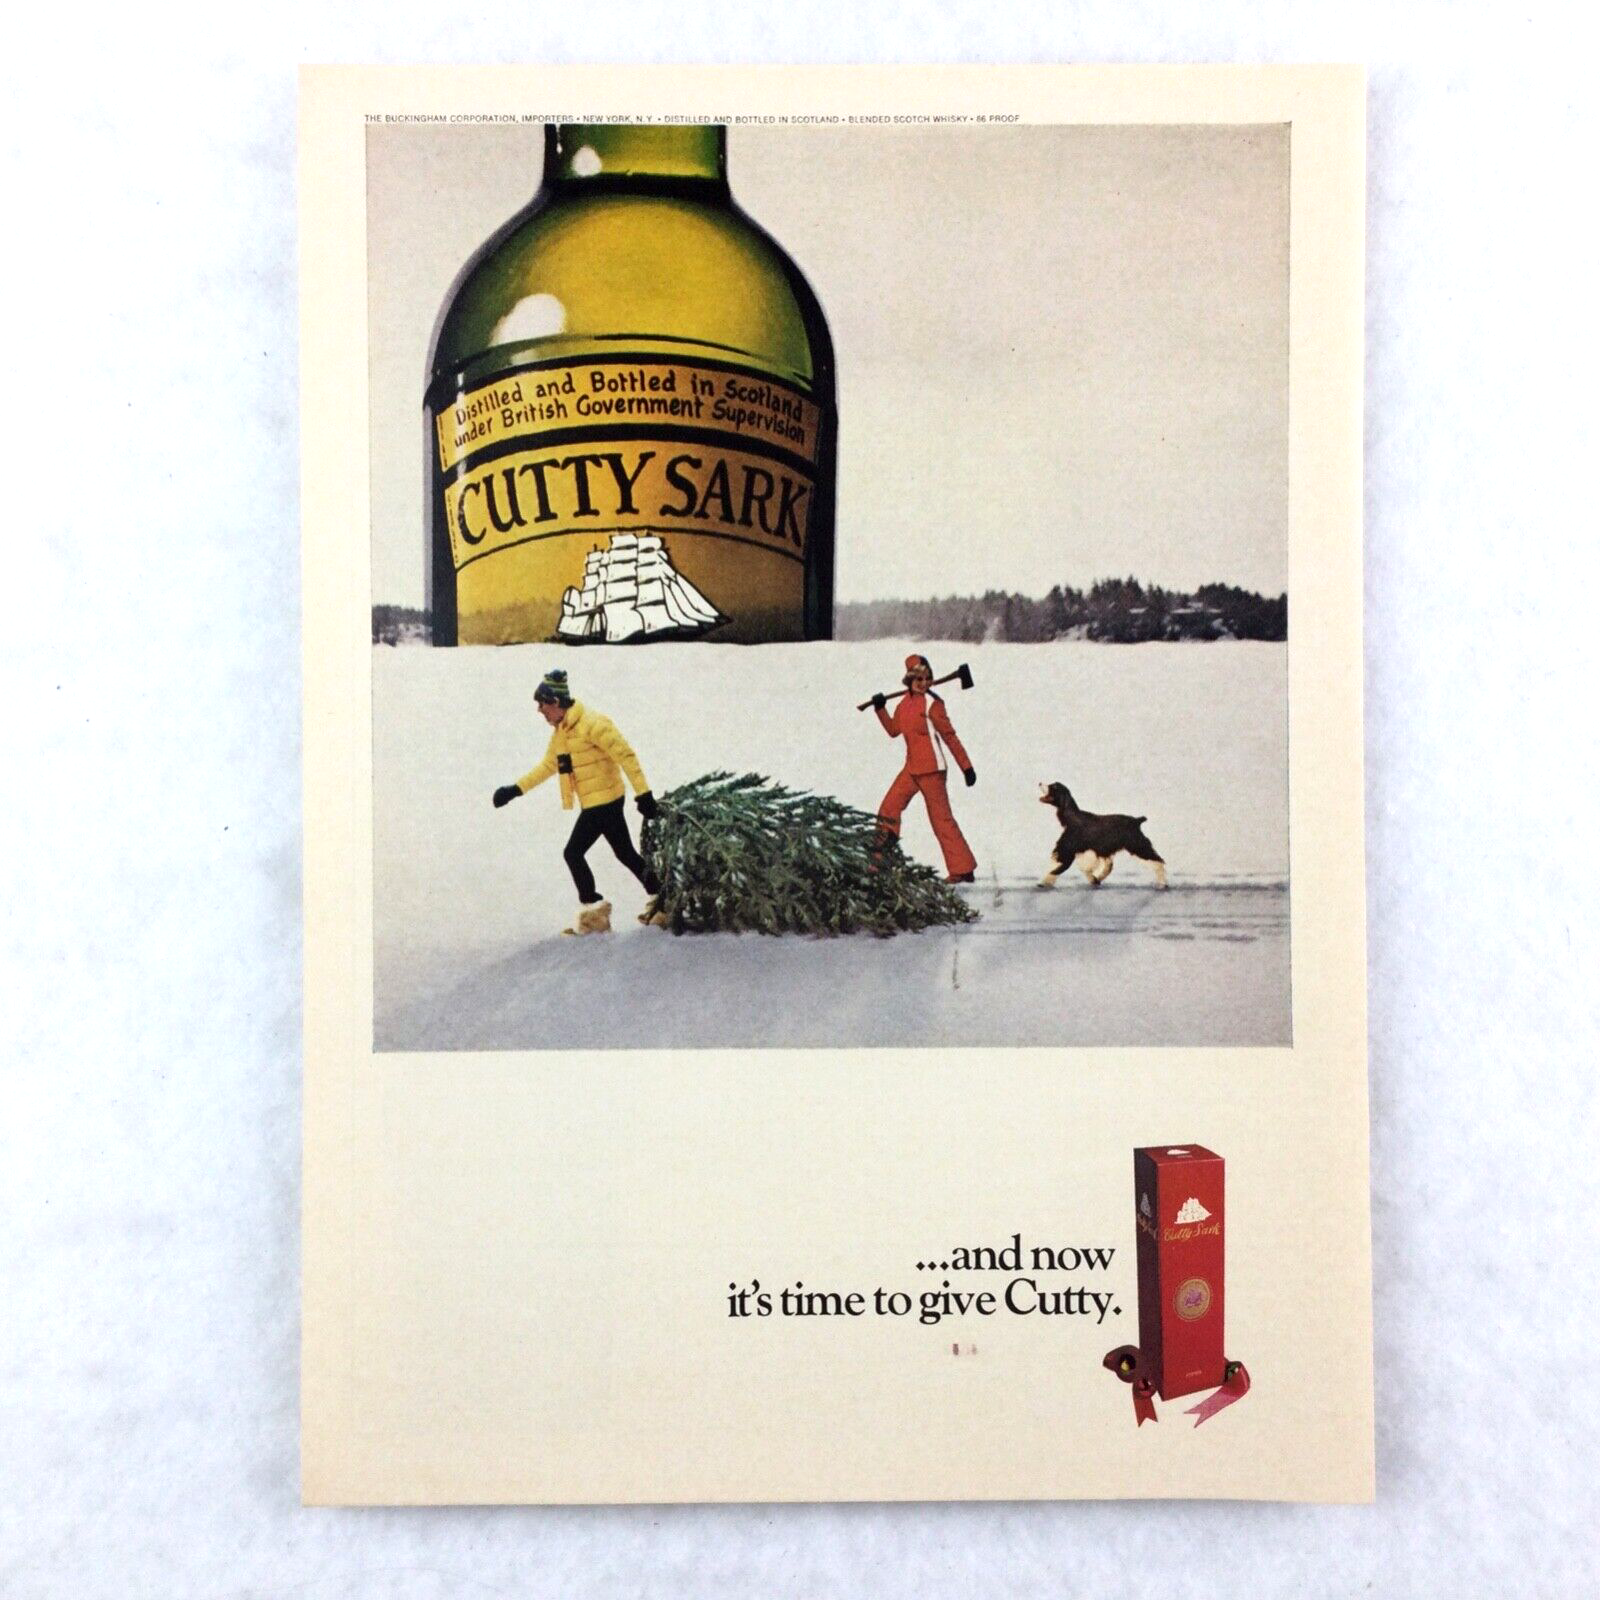 THE BUCKINGHAM CORPORATION, IMPORTERS • NEW YORK, N.Y. • DISTILLED AND BOTTLED IN SCOTLAND • BLENDED SCOTCH WHISKY • 86 PROOF
Distilled and Bottled in Scotland
under British Government Supervision
CUTTY SARK
...and now
it's time to give Cutty.
Cutty Sark